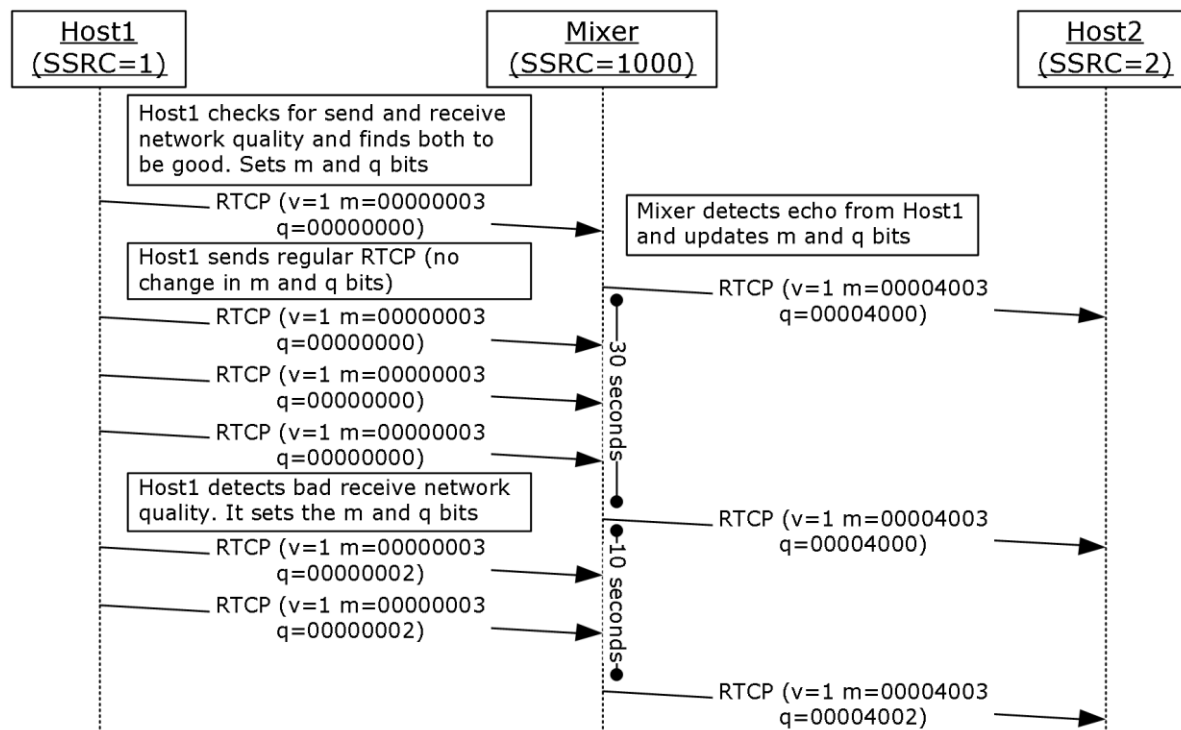 Host1
(SSRC=1)
Mixer
(SSRC=1000)
Host2
(SSRC=2)
Host1 checks for send and receive
network quality and finds both to
be good. Sets m and q bits
RTCP (v=1 m=00000003
q=00000000)
Mixer detects echo from Host1
and updates m and q bits
Host1 sends regular RTCP (no
change in m and q bits)
RTCP (v=1 m=00004003
q=00004000)
RTCP (v=1 m=00000003
q=00000000)
30 seconds
RTCP (v=1 m=00000003
q=00000000)
RTCP (v=1 m=00000003
q=00000000)
Host1 detects bad receive network
quality. It sets the m and q bits
RTCP (v=1 m=00004003
q=00004000)
RTCP (v=1 m=00000003
q=00000002)
10 seconds
RTCP (v=1 m=00000003
q=00000002)
RTCP (v=1 m=00004003
q=00004002)